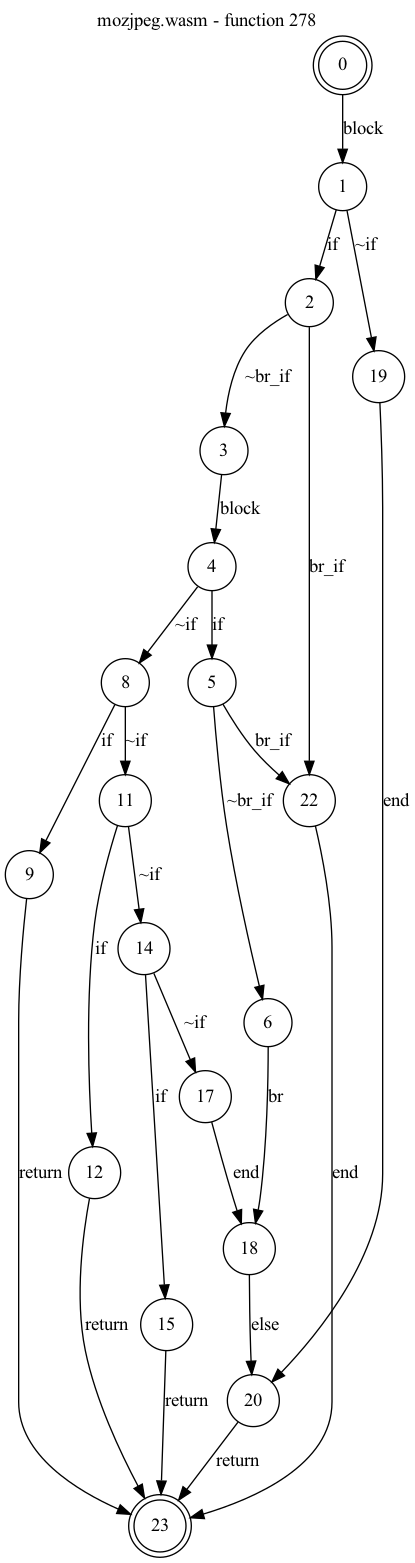 mozjpeg.wasm - function 278
0
block
1
if
~if
2
19
~br_if
3
block
4
br_if
~if
if
8
5
if
~if
br_if
11
~br_if
22
end
9
~if
if
14
6
~if
17
if
br
return
12
end
end
18
return
15
else
return
20
return
23